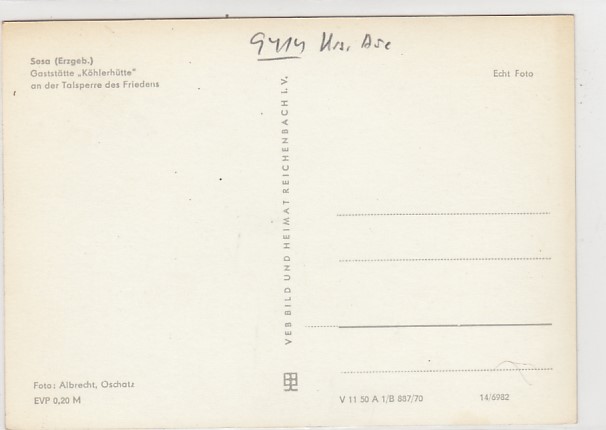 9414 Krs. Aue
Sosa (Erzgeb.)
Gaststätte „Köhlerhütte"
an der Talsperre des Friedens
Echt Foto
VEB BILD UND HEIMAT REICHENBACH I.V.
Foto: Albrecht, Oschatz
EVP 0,20 M
V 11 50 A 1/B 887/70
14/6982